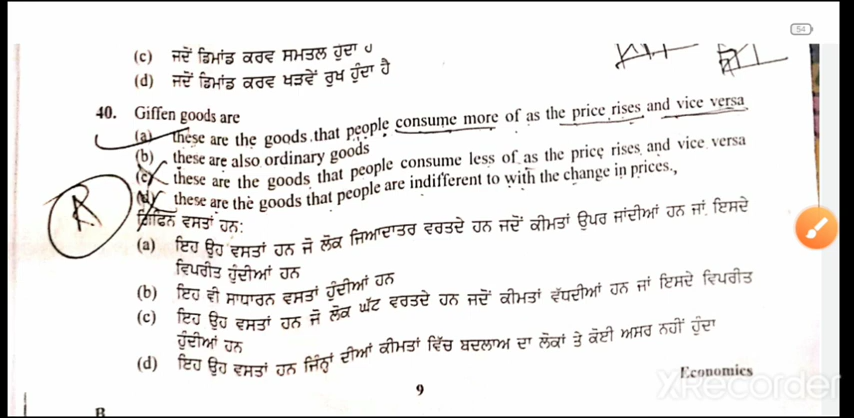 54
(c) ਜਦੋਂ ਡਿਮਾਂਡ ਕਰਵ ਸਮਤਲ ਹੁੰਦਾ
(d) ਜਦੋਂ ਡਿਮਾਂਡ ਕਰਵ ਖੜਵੇਂ ਰੁਖ ਹੁੰਦਾ ਹੈ
40. Giffen goods are
(a) these are the goods that people consume more of as the price rises and vice versa
(b) these are also ordinary goods
(c) these are the goods that people consume less of as the price rises and vice versa
(d) these are the goods that people are indifferent to with the change in prices.,
ਗਿਫਿਨ ਵਸਤਾਂ ਹਨ:
(a) ਇਹ ਉਹ ਵਸਤਾਂ ਹਨ ਜੋ ਲੋਕ ਜਿਆਦਾਤਰ ਵਰਤਦੇ ਹਨ ਜਦੋਂ ਕੀਮਤਾਂ ਉਪਰ ਜਾਂਦੀਆਂ ਹਨ ਜਾਂ ਇਸਦੇ
ਵਿਪਰੀਤ ਹੁੰਦੀਆਂ ਹਨ
(b) ਇਹ ਵੀ ਸਾਧਾਰਨ ਵਸਤਾਂ ਹੁੰਦੀਆਂ ਹਨ
(c) ਇਹ ਉਹ ਵਸਤਾਂ ਹਨ ਜੋ ਲੋਕ ਘੱਟ ਵਰਤਦੇ ਹਨ ਜਦੋਂ ਕੀਮਤਾਂ ਵੱਧਦੀਆਂ ਹਨ ਜਾਂ ਇਸਦੇ ਵਿਪਰੀਤ
ਹੁੰਦੀਆਂ ਹਨ
(d) ਇਹ ਉਹ ਵਸਤਾਂ ਹਨ ਜਿੰਨ੍ਹਾਂ ਦੀਆਂ ਕੀਮਤਾਂ ਵਿੱਚ ਬਦਲਾਅ ਦਾ ਲੋਕਾਂ ਤੇ ਕੋਈ ਅਸਰ ਨਹੀਂ ਹੁੰਦਾ
Economics
9
XRecorder
B